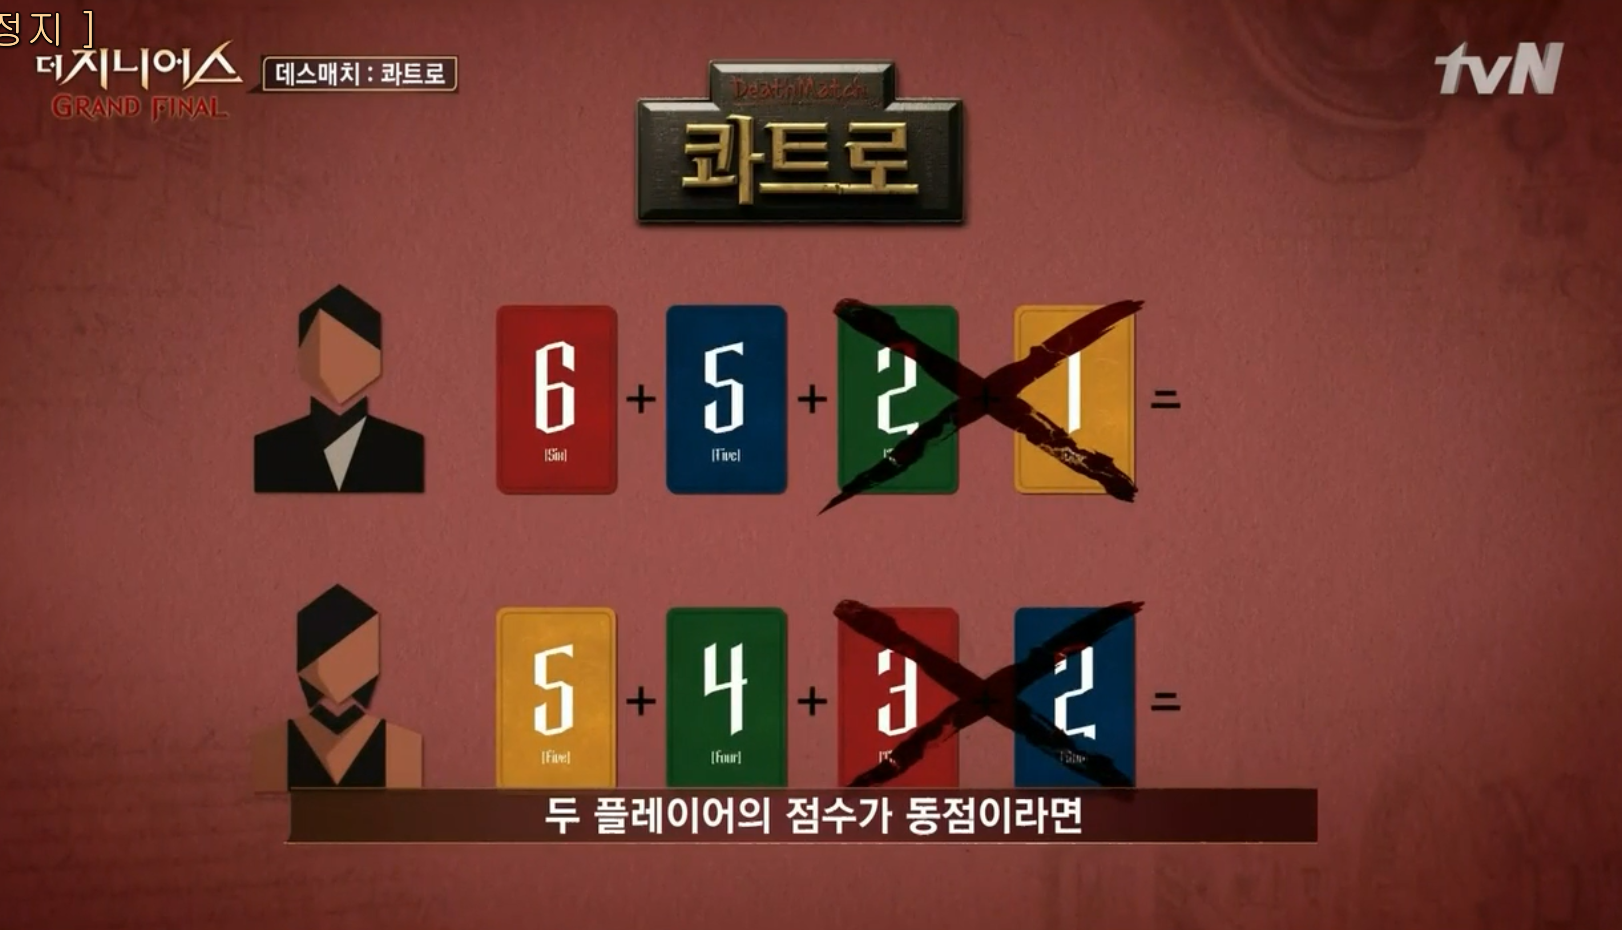 정지 ]
더 지니어스
GRAND FINAL
데스매치 : 콰트로
tvN
DeathMatch
콰트로
6 + 5 + 2 + 1 =
[Six] [Five]
5 + 4 + 3 + 2 =
[Five] [Four]
두 플레이어의 점수가 동점이라면